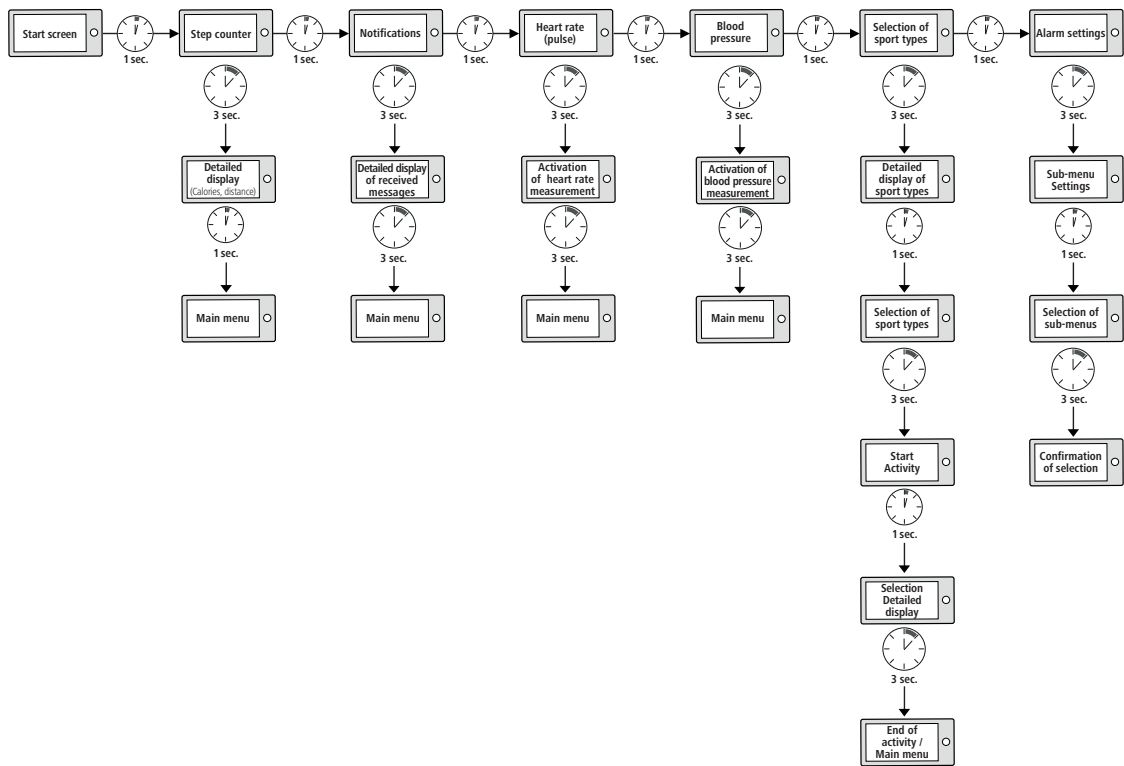 Start screen
1 sec.
Step counter
1 sec.
Notifications
1 sec.
Heart rate
(pulse)
1 sec.
Blood
pressure
1 sec.
Selection of
sport types
1 sec.
Alarm settings
3 sec.
3 sec.
3 sec.
3 sec.
3 sec.
3 sec.
Detailed
display
(Calories, distance)
Detailed display
of received
messages
Activation
of heart rate
measurement
Activation of
blood pressure
measurement
Detailed
display of
sport types
Sub-menu
Settings
1 sec.
3 sec.
3 sec.
3 sec.
1 sec.
1 sec.
Main menu
Main menu
Main menu
Main menu
Selection of
sport types
Selection of
sub-menus
3 sec.
3 sec.
Start
Activity
Confirmation
of selection
1 sec.
Selection
Detailed
display
3 sec.
End of
activity /
Main menu